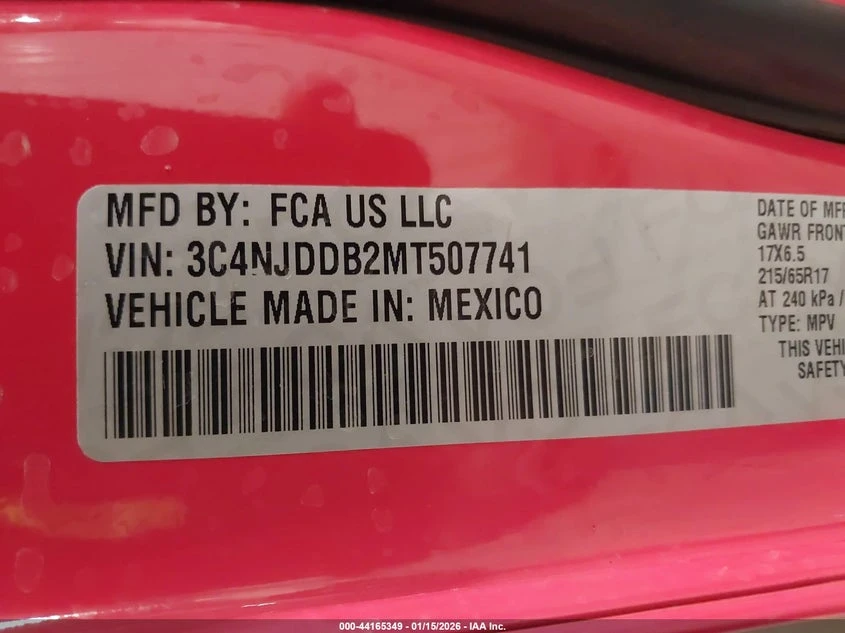 MFD BY: FCA US LLC
VIN: 3C4NJDDB2MT507741
VEHICLE MADE IN: MEXICO
DATE OF MFR
GAWR FRONT
17X6.5
215/65R17
AT 240 kPa /
TYPE: MPV
THIS VEHI
SAFETY
000-44165349 - 01/15/2026 - IAA Inc.